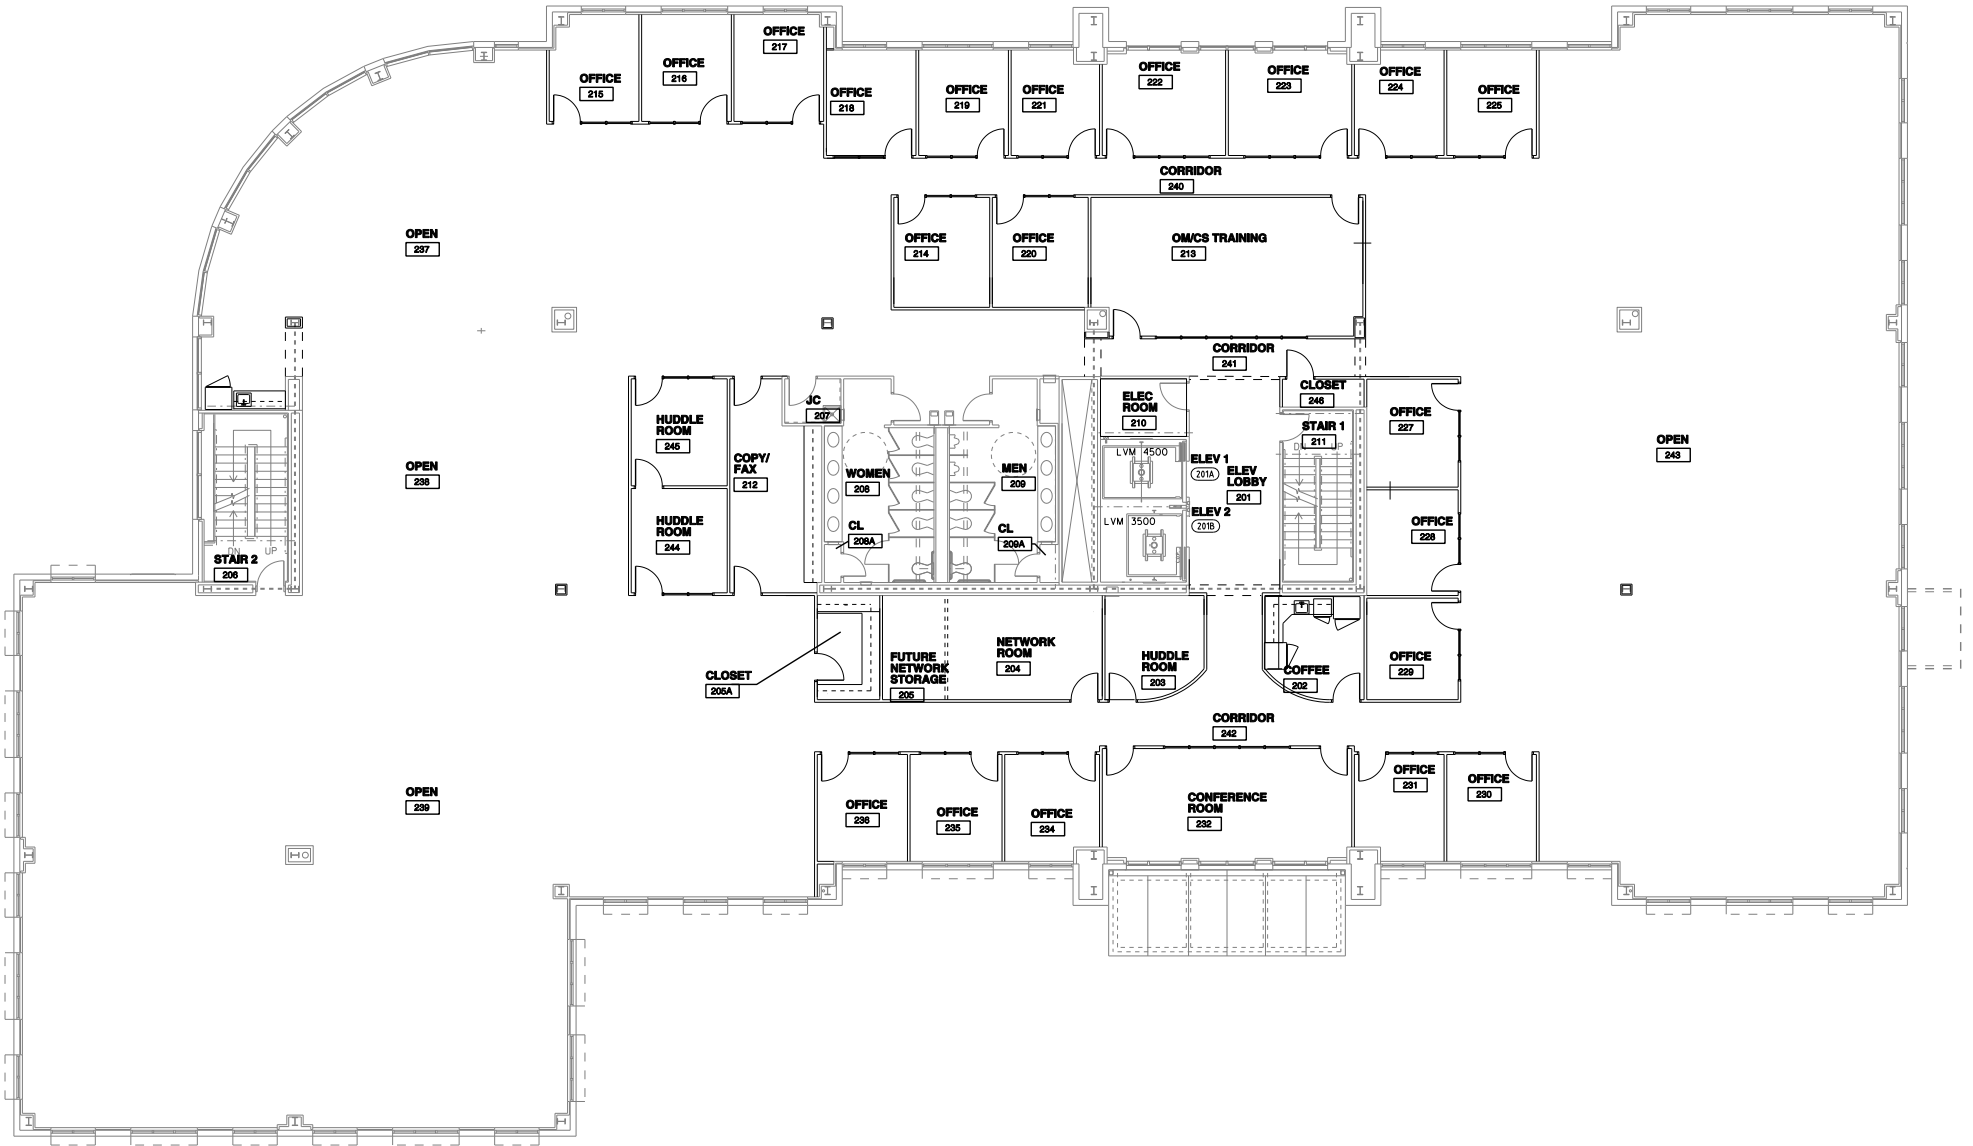 OFFICE
217
OFFICE
216
OFFICE
215
OFFICE
218
OFFICE
219
OFFICE
221
OFFICE
222
OFFICE
223
OFFICE
224
OFFICE
225
CORRIDOR
240
OPEN
237
OFFICE
214
OFFICE
220
OM/CS TRAINING
213
CORRIDOR
241
JC
207
ELEC
ROOM
210
CLOSET
246
OFFICE
227
HUDDLE
ROOM
245
STAIR 1
211
DN
UP
OPEN
243
OPEN
238
COPY/
FAX
212
WOMEN
208
MEN
209
LVM 4500
ELEV 1
201A
ELEV
LOBBY
201
HUDDLE
ROOM
244
CL
208A
CL
209A
LVM 3500
ELEV 2
201B
OFFICE
228
DN
UP
STAIR 2
206
CLOSET
205A
FUTURE
NETWORK
STORAGE
205
NETWORK
ROOM
204
HUDDLE
ROOM
203
COFFEE
202
OFFICE
229
CORRIDOR
242
OPEN
239
OFFICE
236
OFFICE
235
OFFICE
234
CONFERENCE
ROOM
232
OFFICE
231
OFFICE
230